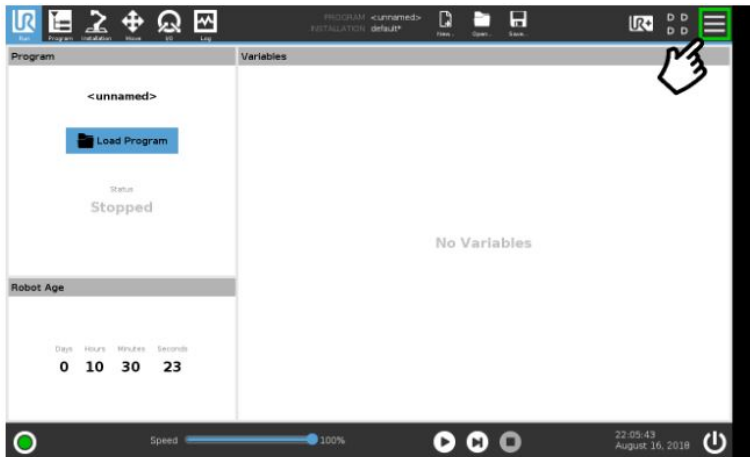 UR
Run
Program
Installation
Move
I/O
Log
PROGRAM <unnamed>
INSTALLATION default*
New...
Open...
Save...
UR+
D D
D D
Program
Variables
<unnamed>
Load Program
Status
Stopped
No Variables
Robot Age
Days Hours Minutes Seconds
0 10 30 23
Speed 100%
22:05:43
August 16, 2018